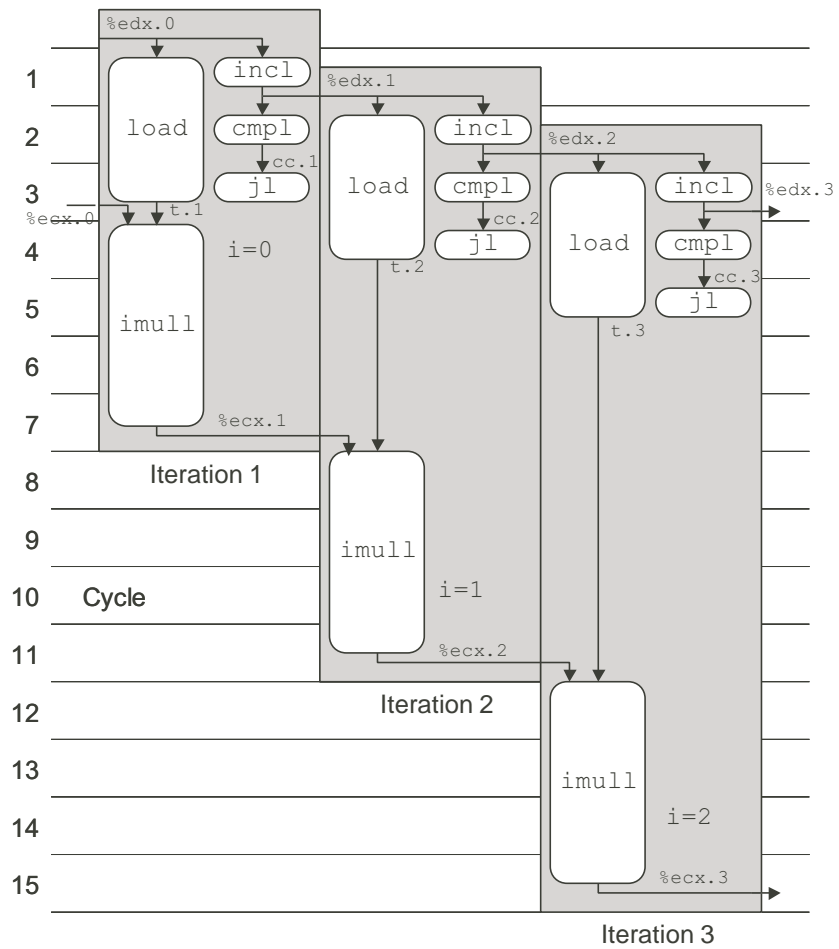 %edx.0
1
incl
%edx.1
load
2
cmpl
incl
%edx.2
cc.1
load
3
jl
cmpl
incl
%edx.3
%ecx.0
t.1
cc.2
load
4
i=0
jl
cmpl
t.2
cc.3
5
imull
jl
t.3
6
7
%ecx.1
Iteration 1
8
9
imull
10
Cycle
i=1
11
%ecx.2
Iteration 2
12
13
imull
14
i=2
15
%ecx.3
Iteration 3